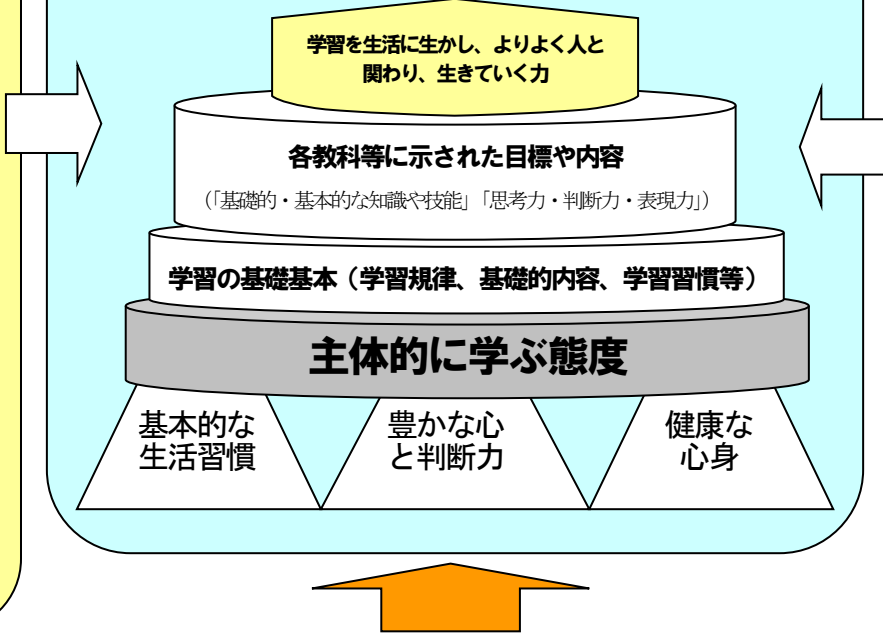 学習を生活に生かし、よりよく人と
関わり、生きていく力
各教科等に示された目標や内容
（「基礎的・基本的な知識や技能」「思考力・判断力・表現力」）
学習の基礎基本（学習規律、基礎的内容、学習習慣等）
主体的に学ぶ態度
基本的な
生活習慣
豊かな心
と判断力
健康な
心身